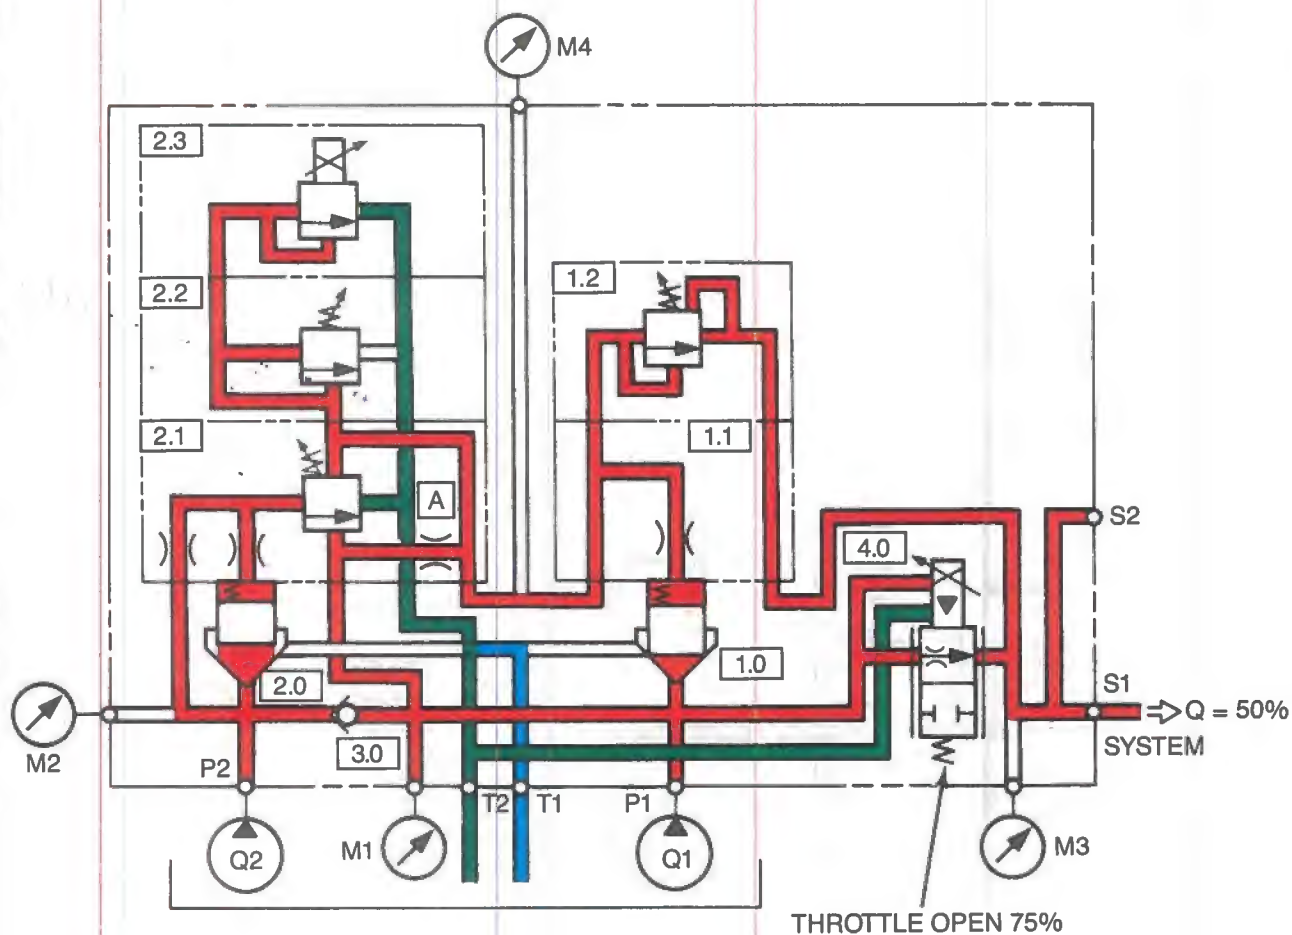 M4
2.3
2.2
1.2
2.1
1.1
A
S2
4.0
2.0
1.0
S1
Q = 50%
M2
3.0
SYSTEM
P2
T2
T1
P1
Q2
M1
Q1
M3
THROTTLE OPEN 75%